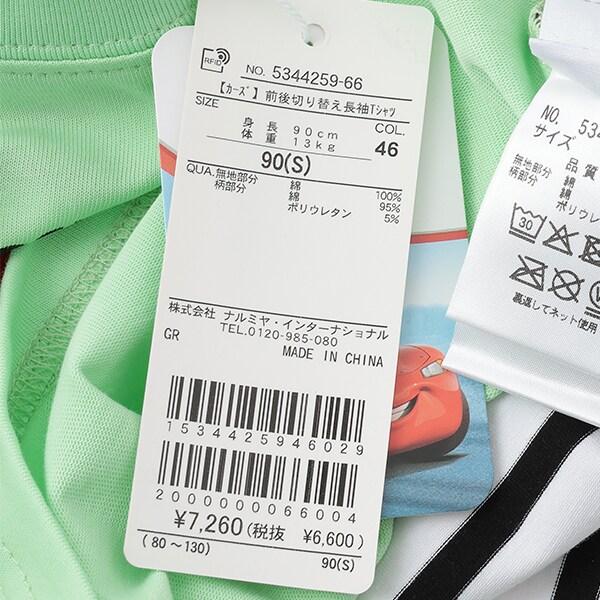 RFID
NO. 5344259-66
【カーズ】前後切り替え長袖Tシャツ
SIZE
COL.
身長 90cm
体重 13kg
46
90(S)
QUA. 無地部分 綿 100%
柄部分 綿 95%
ポリウレタン 5%
株式会社 ナルミヤ・インターナショナル
TEL.0120-985-080
GR MADE IN CHINA
1534425946029
2000000066004
¥7,260(税抜 ¥6,600)
(80〜130)
90(S)
NO. 534
サイズ
品質
無地部分 綿
柄部分 綿
ポリウレ
30
裏返してネット使用